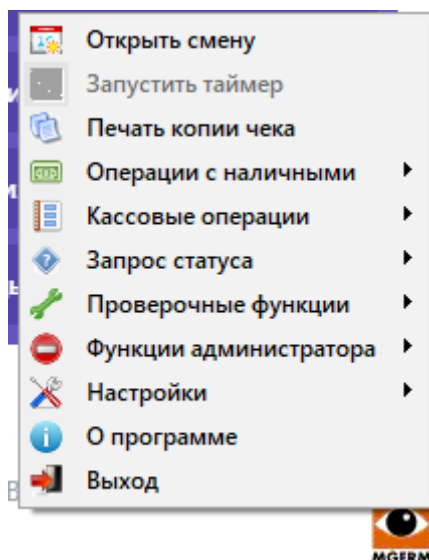 Открыть смену
Запустить таймер
Печать копии чека
Операции с наличными
Кассовые операции
Запрос статуса
Проверочные функции
Функции администратора
Настройки
О программе
Выход
MGERM